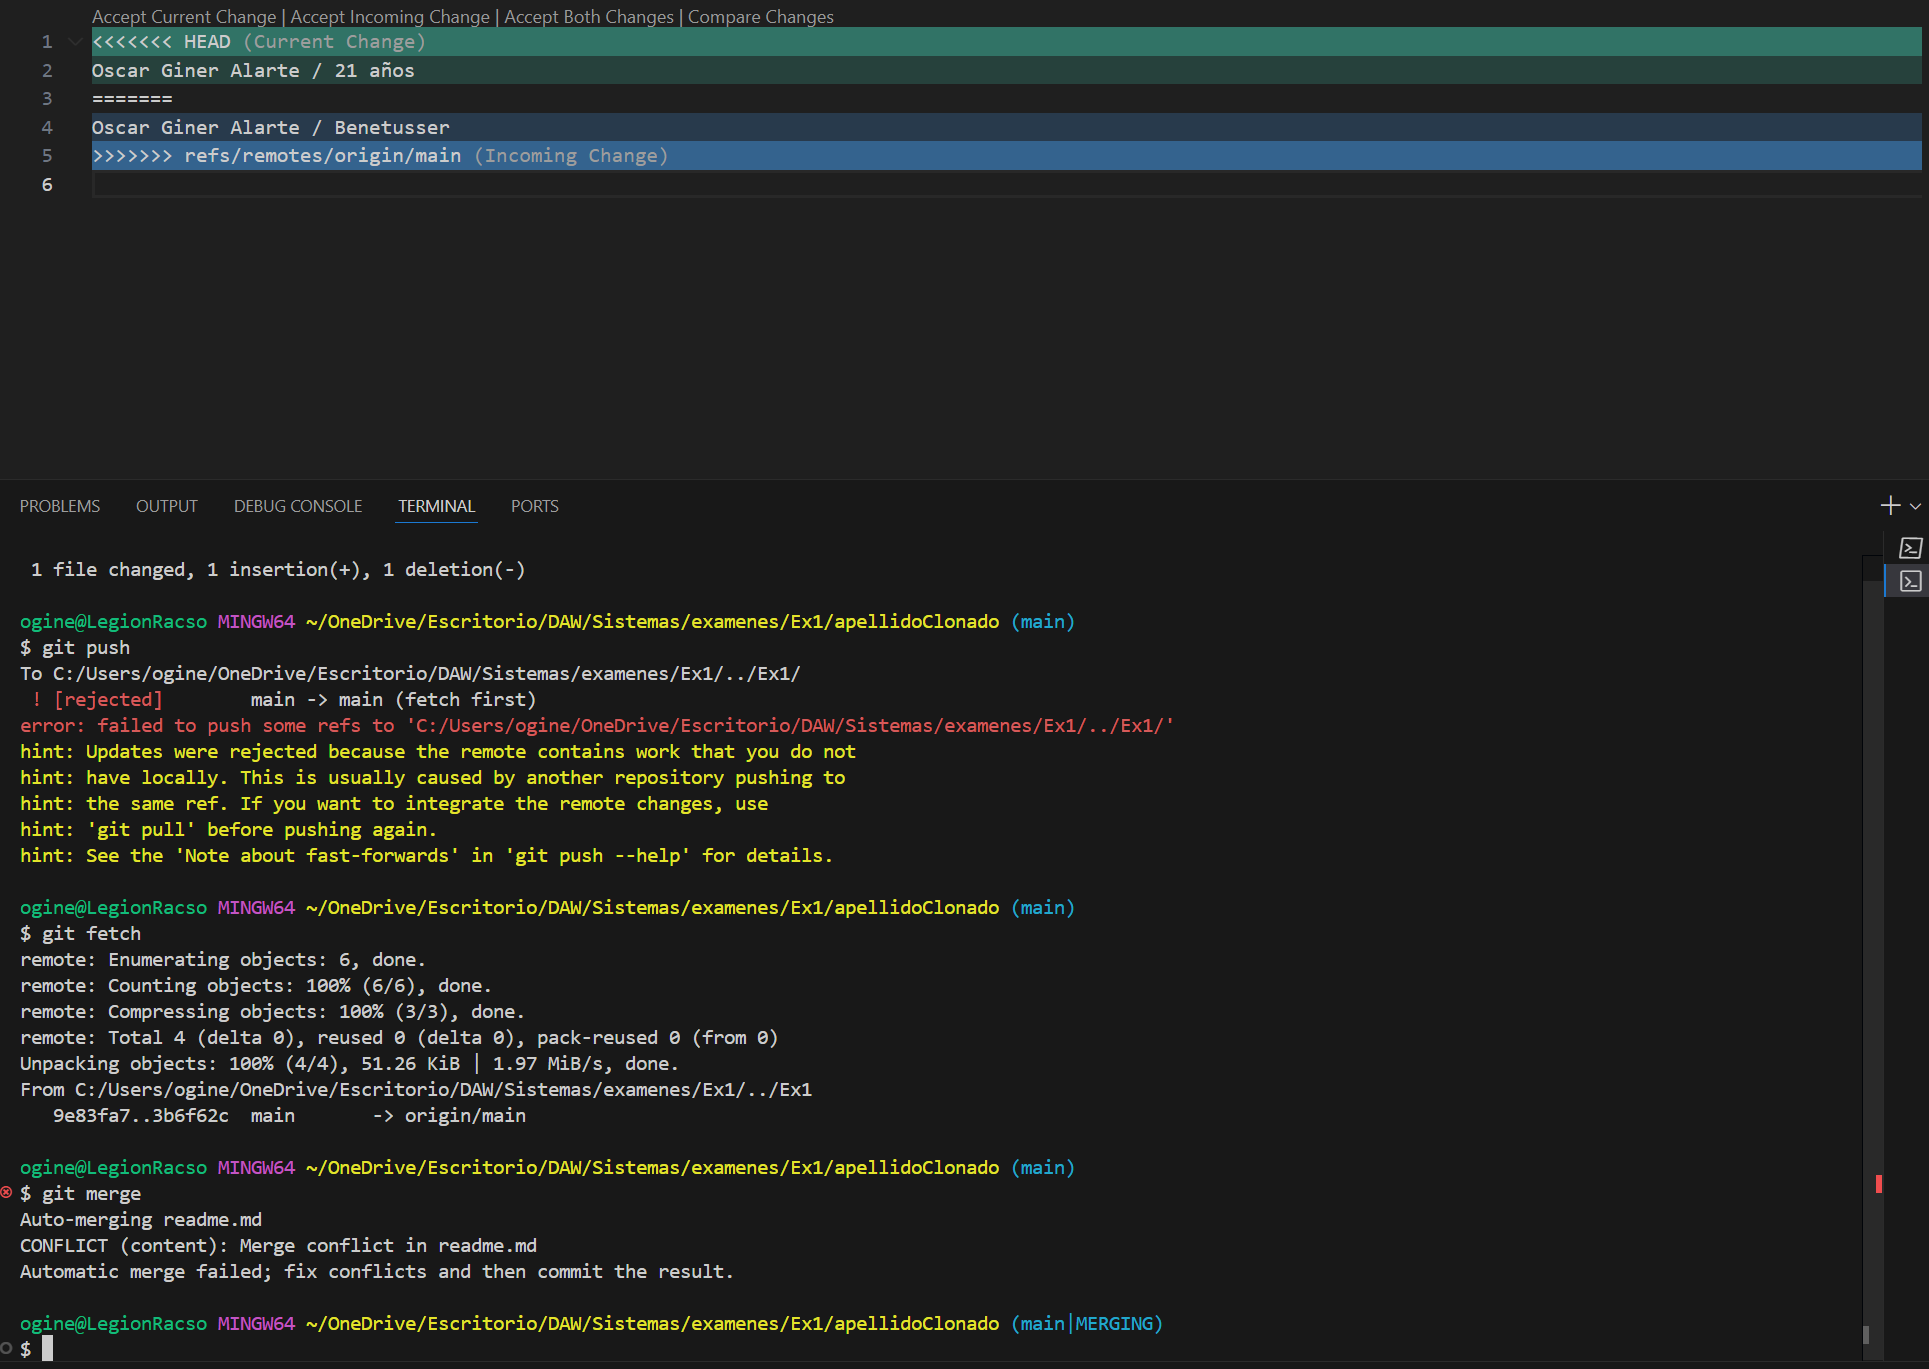 Accept Current Change | Accept Incoming Change | Accept Both Changes | Compare Changes
1 <<<<<<< HEAD (Current Change)
2 Oscar Giner Alarte / 21 años
3 =======
4 Oscar Giner Alarte / Benetusser
5 >>>>>>> refs/remotes/origin/main (Incoming Change)
6
PROBLEMS OUTPUT DEBUG CONSOLE TERMINAL PORTS
1 file changed, 1 insertion(+), 1 deletion(-)
ogine@LegionRacso MINGW64 ~/OneDrive/Escritorio/DAW/Sistemas/examenes/Ex1/apellidoClonado (main)
$ git push
To C:/Users/ogine/OneDrive/Escritorio/DAW/Sistemas/examenes/Ex1/../Ex1/
! [rejected]        main -> main (fetch first)
error: failed to push some refs to 'C:/Users/ogine/OneDrive/Escritorio/DAW/Sistemas/examenes/Ex1/../Ex1/'
hint: Updates were rejected because the remote contains work that you do not
hint: have locally. This is usually caused by another repository pushing to
hint: the same ref. If you want to integrate the remote changes, use
hint: 'git pull' before pushing again.
hint: See the 'Note about fast-forwards' in 'git push --help' for details.
ogine@LegionRacso MINGW64 ~/OneDrive/Escritorio/DAW/Sistemas/examenes/Ex1/apellidoClonado (main)
$ git fetch
remote: Enumerating objects: 6, done.
remote: Counting objects: 100% (6/6), done.
remote: Compressing objects: 100% (3/3), done.
remote: Total 4 (delta 0), reused 0 (delta 0), pack-reused 0 (from 0)
Unpacking objects: 100% (4/4), 51.26 KiB | 1.97 MiB/s, done.
From C:/Users/ogine/OneDrive/Escritorio/DAW/Sistemas/examenes/Ex1/../Ex1
9e83fa7..3b6f62c  main       -> origin/main
ogine@LegionRacso MINGW64 ~/OneDrive/Escritorio/DAW/Sistemas/examenes/Ex1/apellidoClonado (main)
$ git merge
Auto-merging readme.md
CONFLICT (content): Merge conflict in readme.md
Automatic merge failed; fix conflicts and then commit the result.
ogine@LegionRacso MINGW64 ~/OneDrive/Escritorio/DAW/Sistemas/examenes/Ex1/apellidoClonado (main|MERGING)
$